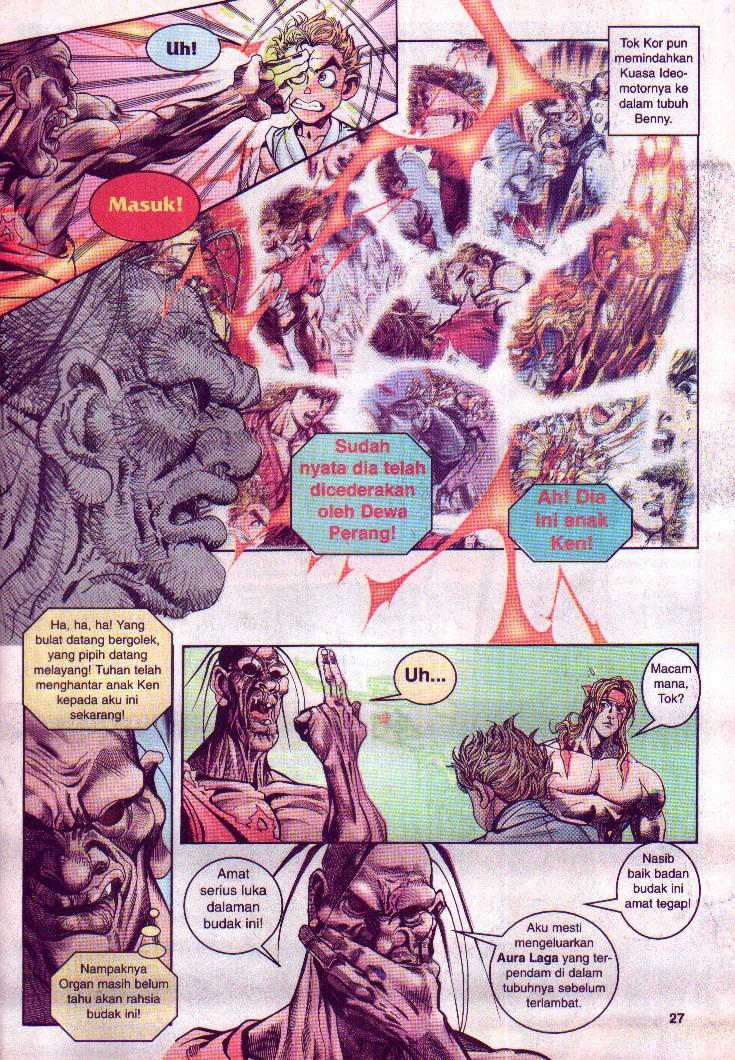 Uh!
Tok Kor pun
memindahkan
Kuasa Ideo-
motornya ke
dalam tubuh
Benny.
Masuk!
Sudah
nyata dia telah
dicederakan
oleh Dewa
Perang!
Ah! Dia
ini anak
Ken!
Ha, ha, ha! Yang
bulat datang bergolek,
yang pipih datang
melayang! Tuhan telah
menghantar anak Ken
kepada aku ini
sekarang!
Uh...
Macam
mana,
Tok?
Nampaknya
Organ masih belum
tahu akan rahsia
budak ini!
Amat
serius luka
dalaman
budak ini!
Nasib
baik badan
budak ini
amat tegap!
Aku mesti
mengeluarkan
Aura Laga yang ter-
pendam di dalam
tubuhnya sebelum
terlambat.
27